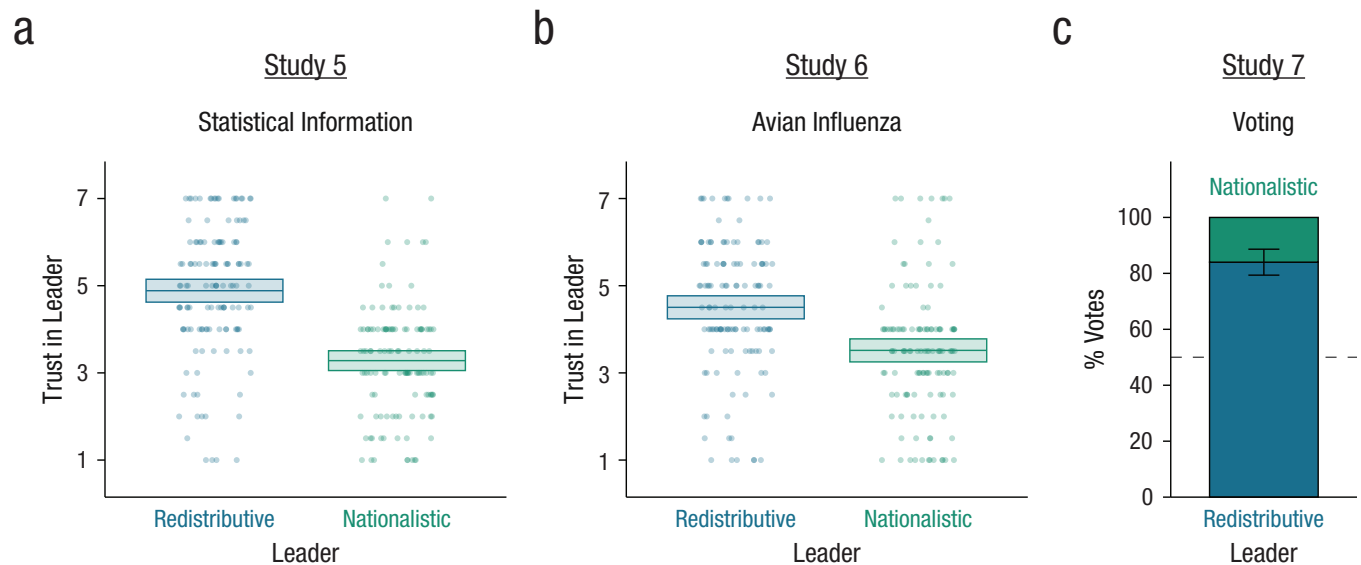 a
Study 5
Statistical Information
Trust in Leader
7
5
3
1
Redistributive
Nationalistic
Leader
b
Study 6
Avian Influenza
Trust in Leader
7
5
3
1
Redistributive
Nationalistic
Leader
c
Study 7
Voting
% Votes
Nationalistic
100
80
60
40
20
0
Redistributive
Leader